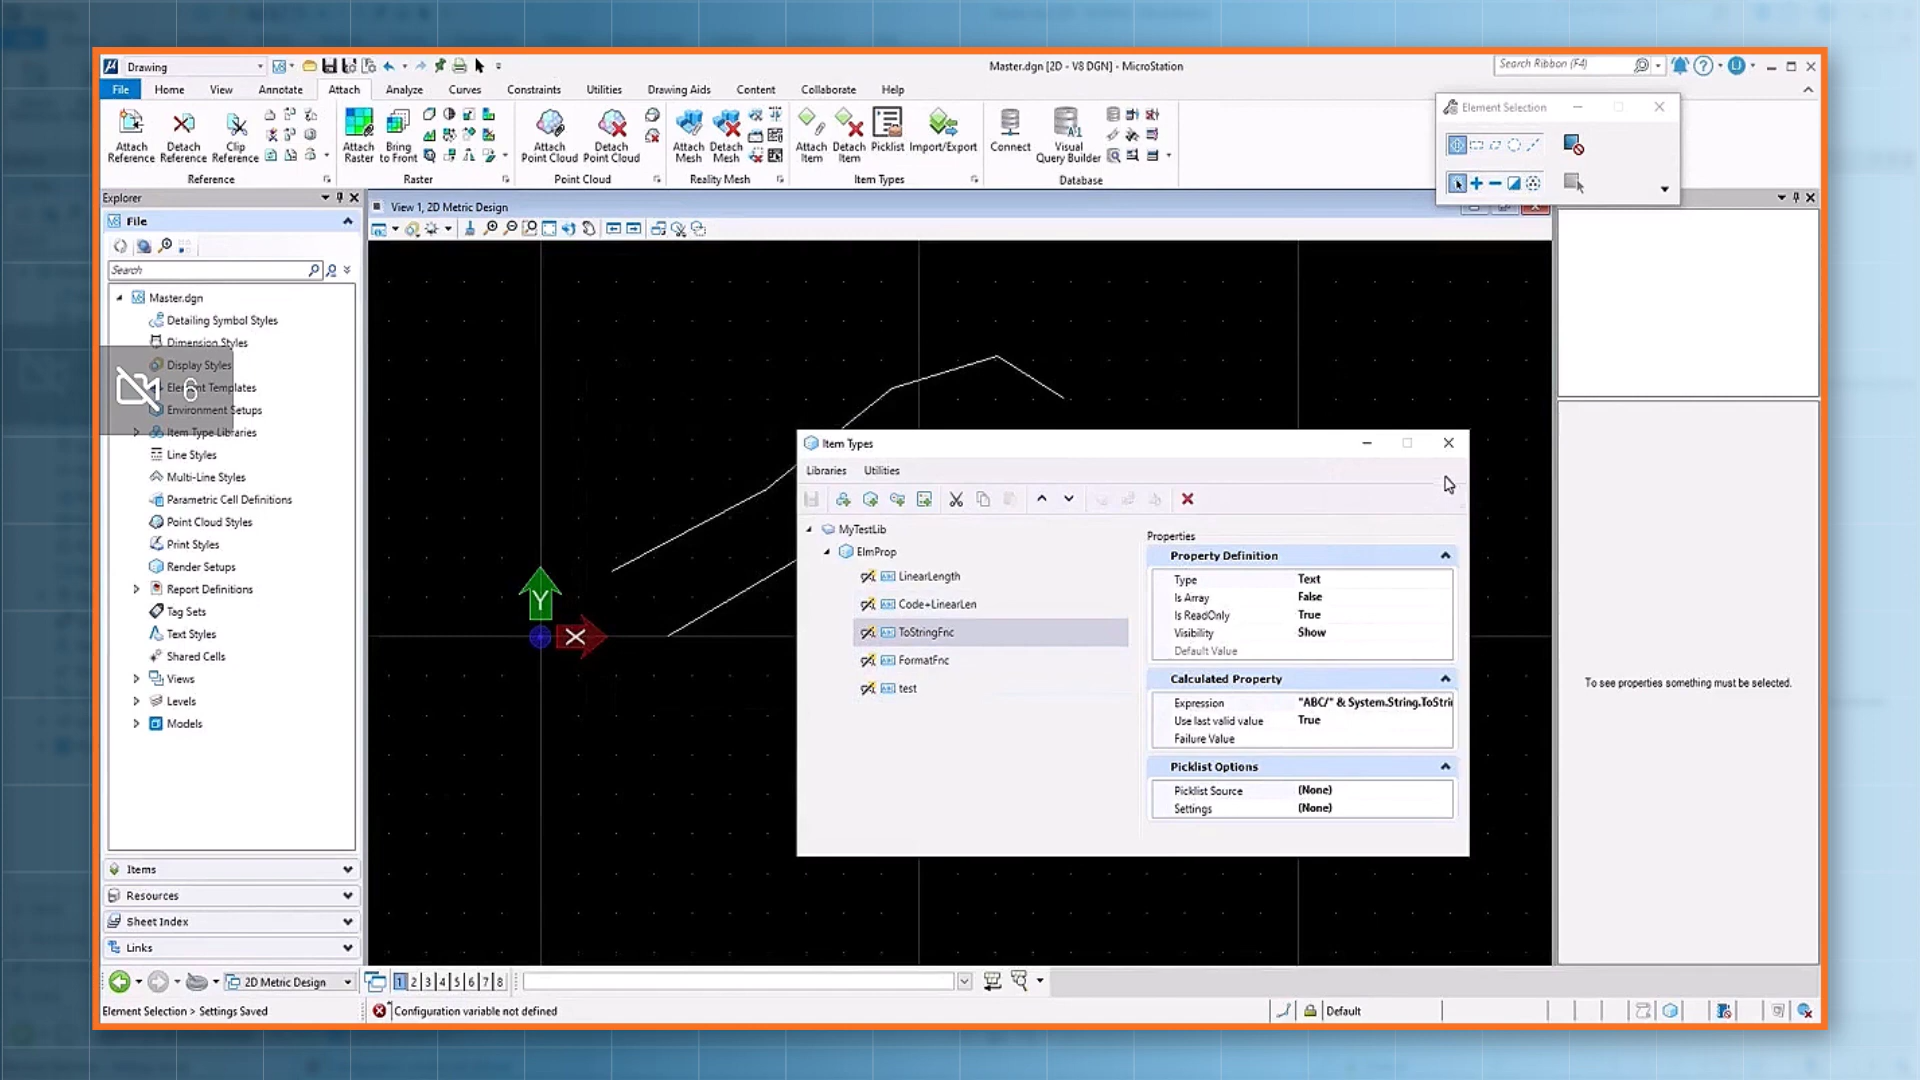 Drawing
Master.dgn [2D - V8 DGN] - MicroStation
Search Ribbon (F4)
File Home View Annotate Attach Analyze Curves Constraints Utilities Drawing Aids Content Collaborate Help
Element Selection
Attach Reference
Detach Reference
Clip Reference
Attach Raster
Bring to Front
Attach Point Cloud
Detach Point Cloud
Attach Mesh
Detach Mesh
Attach Item
Detach Item
Picklist
Import/Export
Connect
Visual Query Builder
Reference Raster Point Cloud Reality Mesh Item Types Database
Explorer
View 1, 2D Metric Design
File
Search
Master.dgn
Detailing Symbol Styles
Dimension Styles
Display Styles
6
Element Templates
Environment Setups
Item Type Libraries
Line Styles
Multi-Line Styles
Parametric Cell Definitions
Point Cloud Styles
Print Styles
Render Setups
Report Definitions
Tag Sets
Text Styles
Shared Cells
Views
Levels
Models
Items
Resources
Sheet Index
Links
Y
X
Item Types
Libraries Utilities
MyTestLib
ElmProp
LinearLength
Code+LinearLen
ToStringFnc
FormatFnc
test
Properties
Property Definition
Type Text
Is Array False
Is ReadOnly True
Visibility Show
Default Value
Calculated Property
Expression "ABC/" & System.String.ToStri
Use last valid value True
Failure Value
Picklist Options
Picklist Source (None)
Settings (None)
To see properties something must be selected.
2D Metric Design
1 2 3 4 5 6 7 8
Element Selection > Settings Saved
Configuration variable not defined
Default